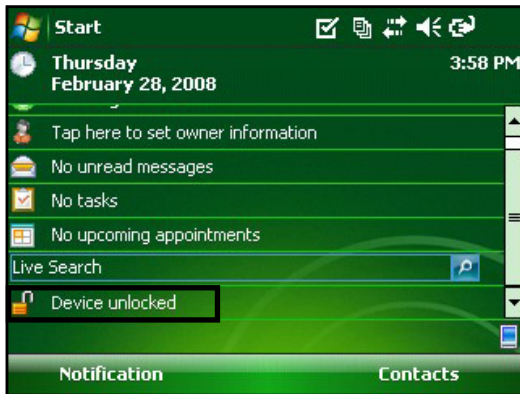 Start
Thursday
3:58 PM
February 28, 2008
Tap here to set owner information
No unread messages
No tasks
No upcoming appointments
Live Search
Device unlocked
Notification
Contacts